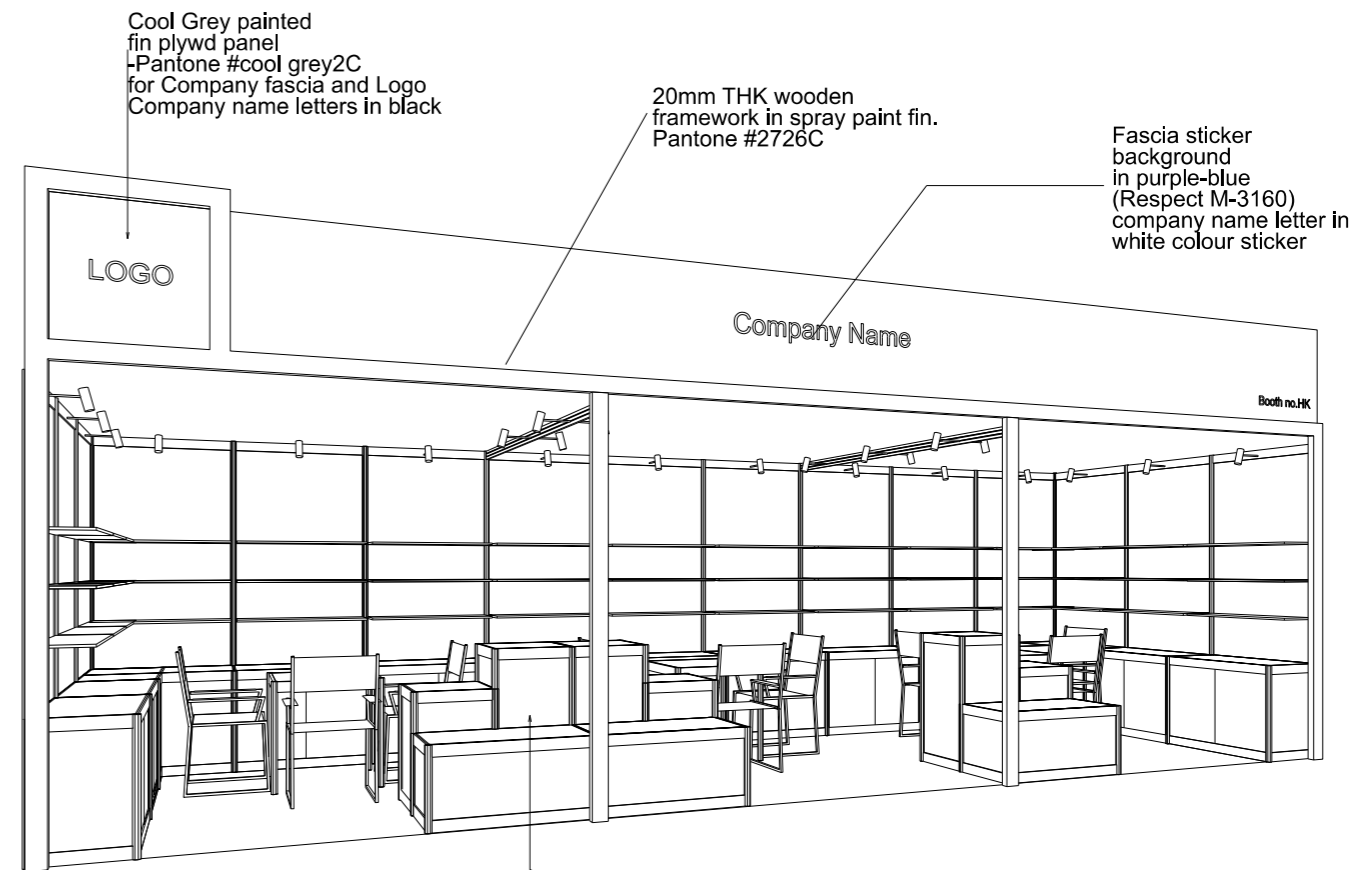 Cool Grey painted
fin plywd panel
-Pantone #cool grey2C
for Company fascia and Logo
Company name letters in black
20mm THK wooden
framework in spray paint fin.
Pantone #2726C
Fascia sticker
background
in purple-blue
(Respect M-3160)
company name letter in
white colour sticker
LOGO
Company Name
Booth no.HK